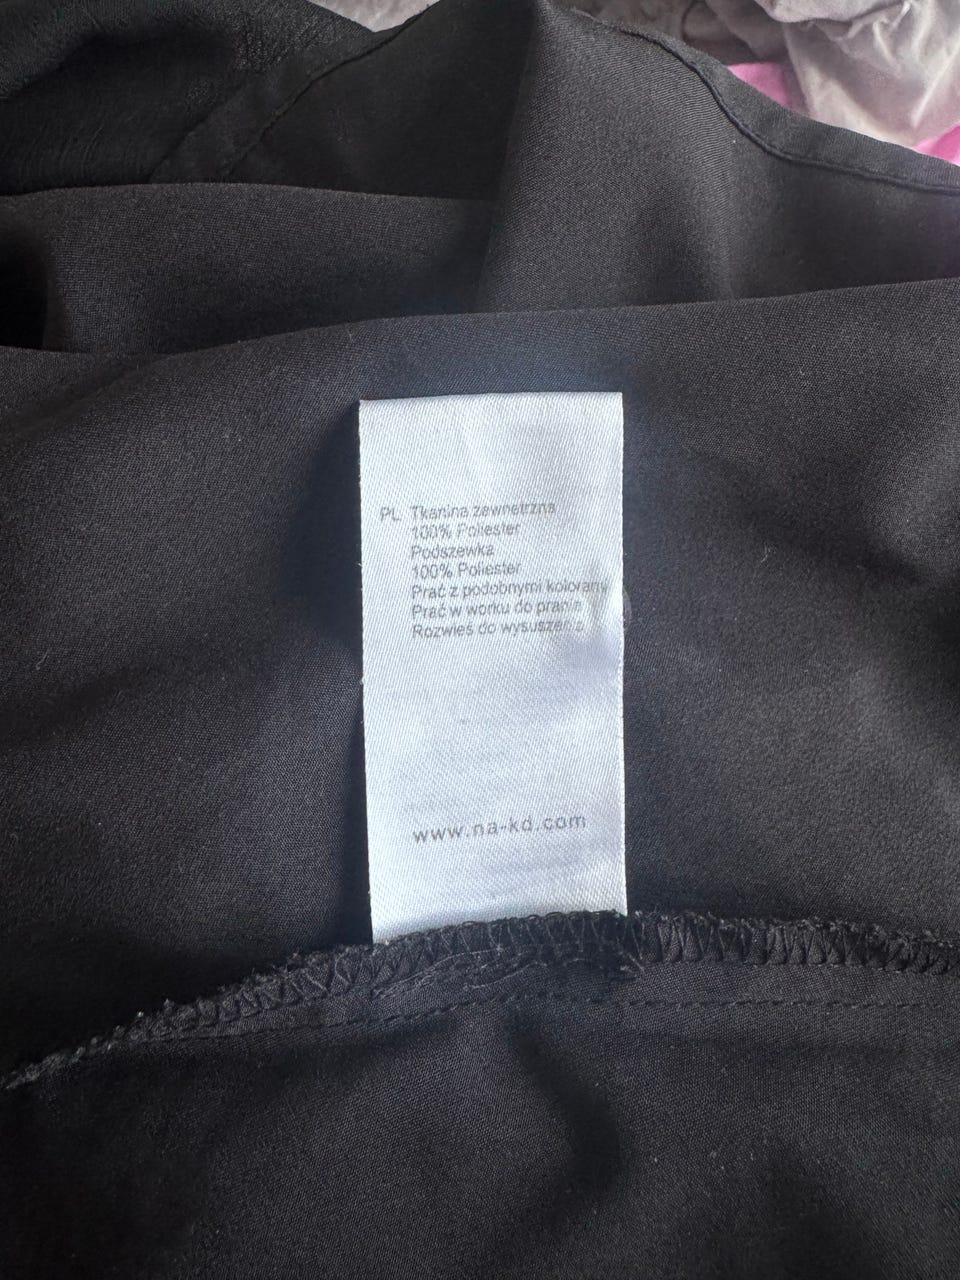 PL Tkanina zewnetrzna
100% Poliester
Podszewka
100% Poliester
Prać z podobnymi kolorany
Prać w worku do prania
Rozwieś do wysuszenia
www.na-kd.com